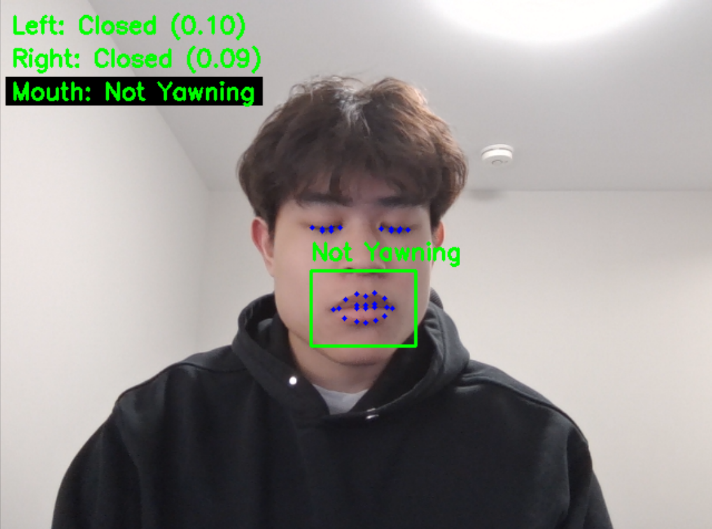 Left: Closed (0.10)
Right: Closed (0.09)
Mouth: Not Yawning
Not Yawning